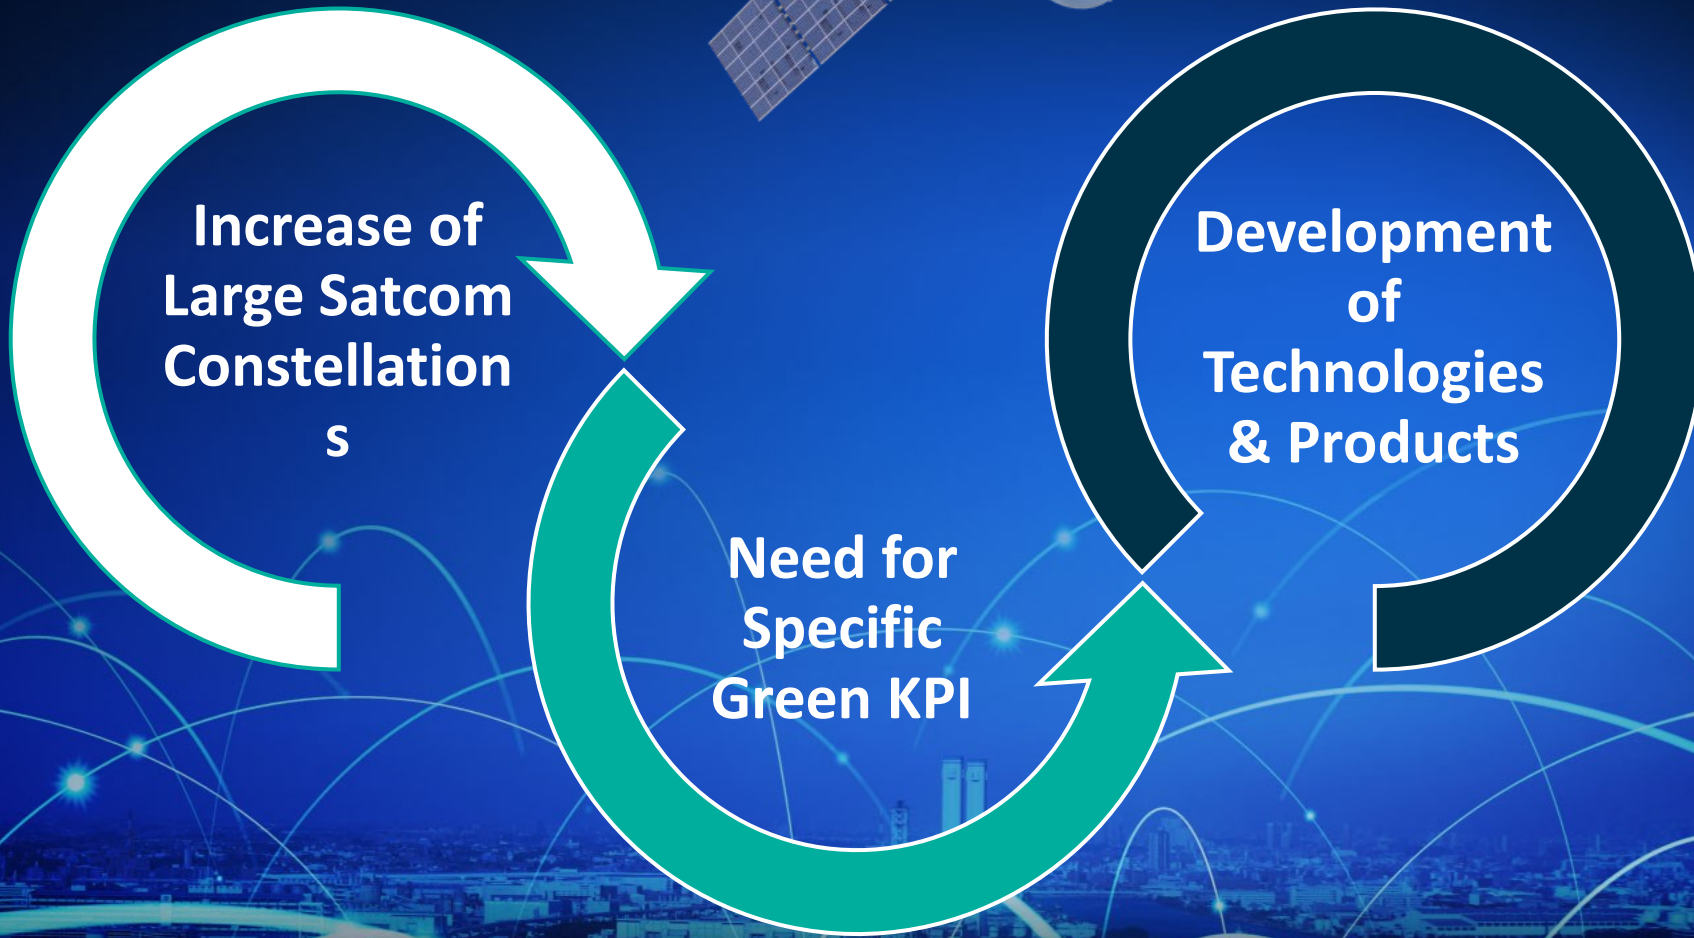 Increase of
Large Satcom
Constellation
s
Need for
Specific
Green KPI
Development
of
Technologies
& Products